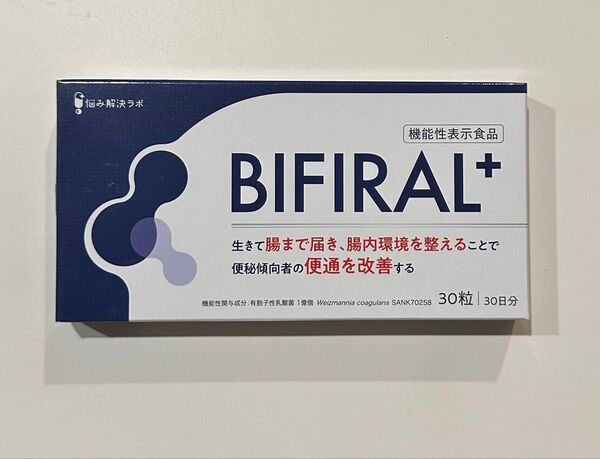 悩み解決ラボ
機能性表示食品
BIFIRAL+
生きて腸まで届き、腸内環境を整えることで
便秘傾向者の便通を改善する
機能性関与成分:有胞子性乳酸菌 1億個 Weizmannia coagulans SANK70258
30粒 | 30日分